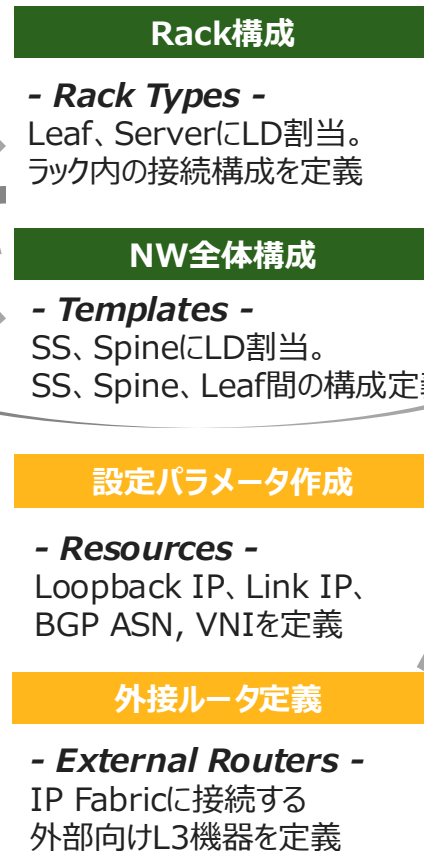 Rack構成
- Rack Types -
Leaf、ServerにLD割当。
ラック内の接続構成を定義
NW全体構成
- Templates -
SS、SpineにLD割当。
SS、Spine、Leaf間の構成定
設定パラメータ作成
- Resources -
Loopback IP、Link IP、
BGP ASN, VNIを定義
外接ルータ定義
- External Routers -
IP Fabricに接続する
外部向けL3機器を定義